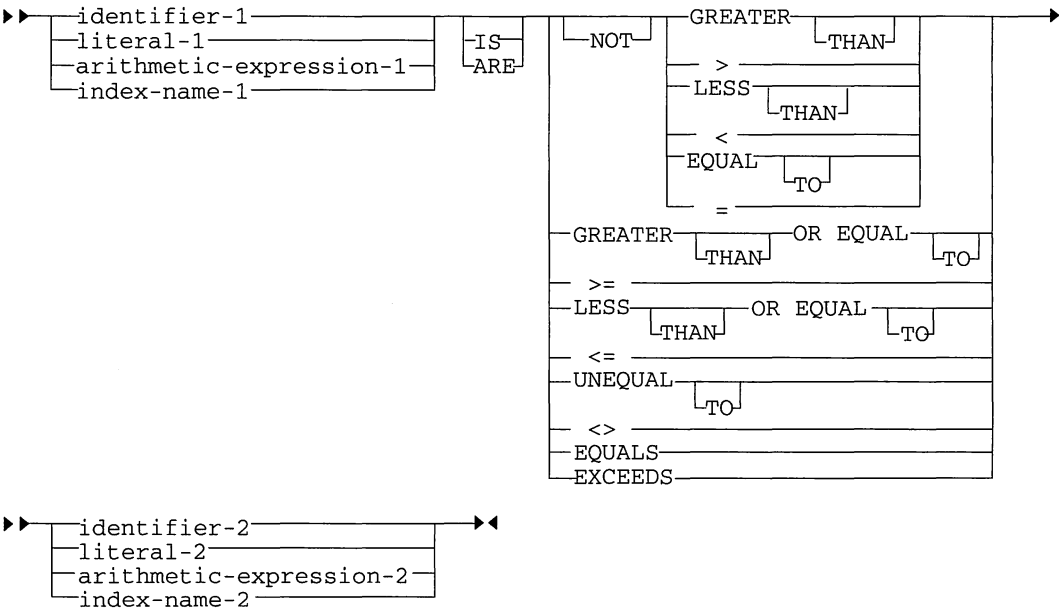 identifier-1 GREATER
literal-1 IS NOT THAN
arithmetic-expression-1 ARE >
index-name-1 LESS
THAN
<
EQUAL
TO
=
GREATER OR EQUAL
THAN TO
>=
LESS OR EQUAL
THAN TO
<=
UNEQUAL
TO
<>
EQUALS
EXCEEDS
identifier-2
literal-2
arithmetic-expression-2
index-name-2